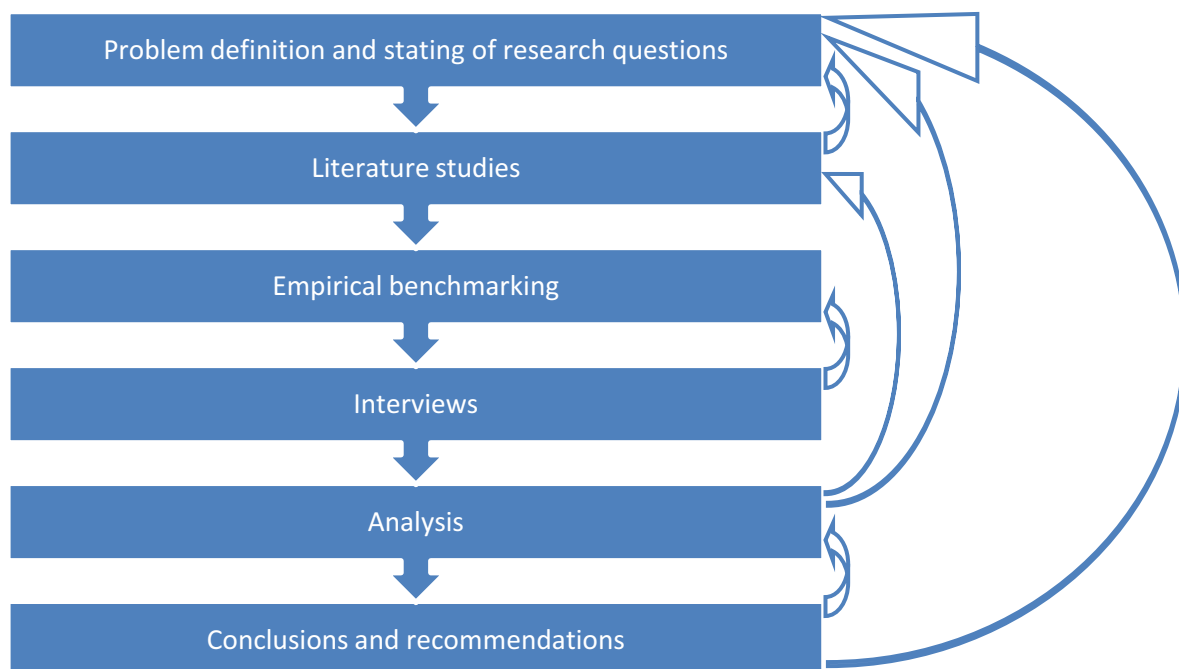 Problem definition and stating of research questions
Literature studies
Empirical benchmarking
Interviews
Analysis
Conclusions and recommendations